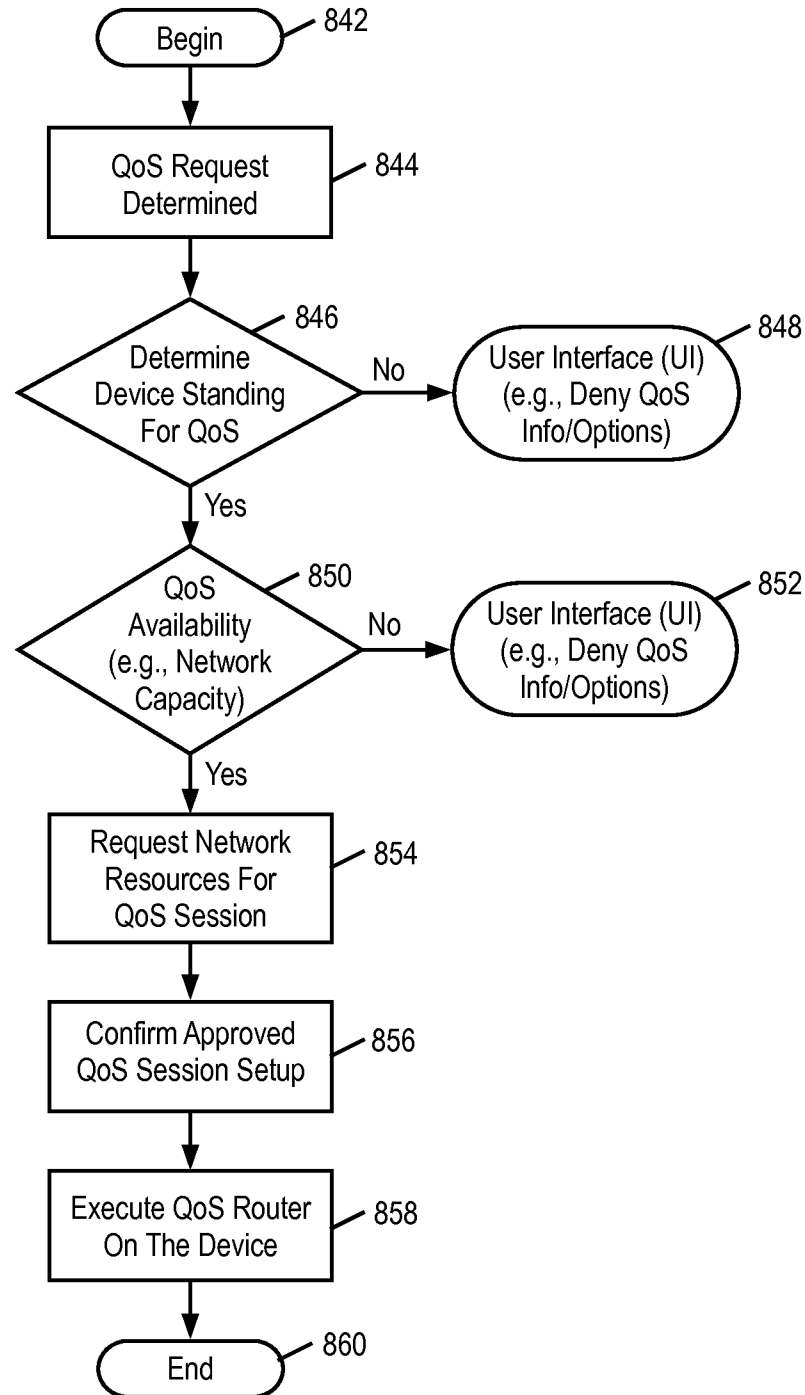 Begin
842
QoS Request
Determined
844
846
Determine
Device Standing
For QoS
No
848
User Interface (UI)
(e.g., Deny QoS
Info/Options)
Yes
850
QoS
Availability
(e.g., Network
Capacity)
No
852
User Interface (UI)
(e.g., Deny QoS
Info/Options)
Yes
Request Network
Resources For
QoS Session
854
Confirm Approved
QoS Session Setup
856
Execute QoS Router
On The Device
858
End
860